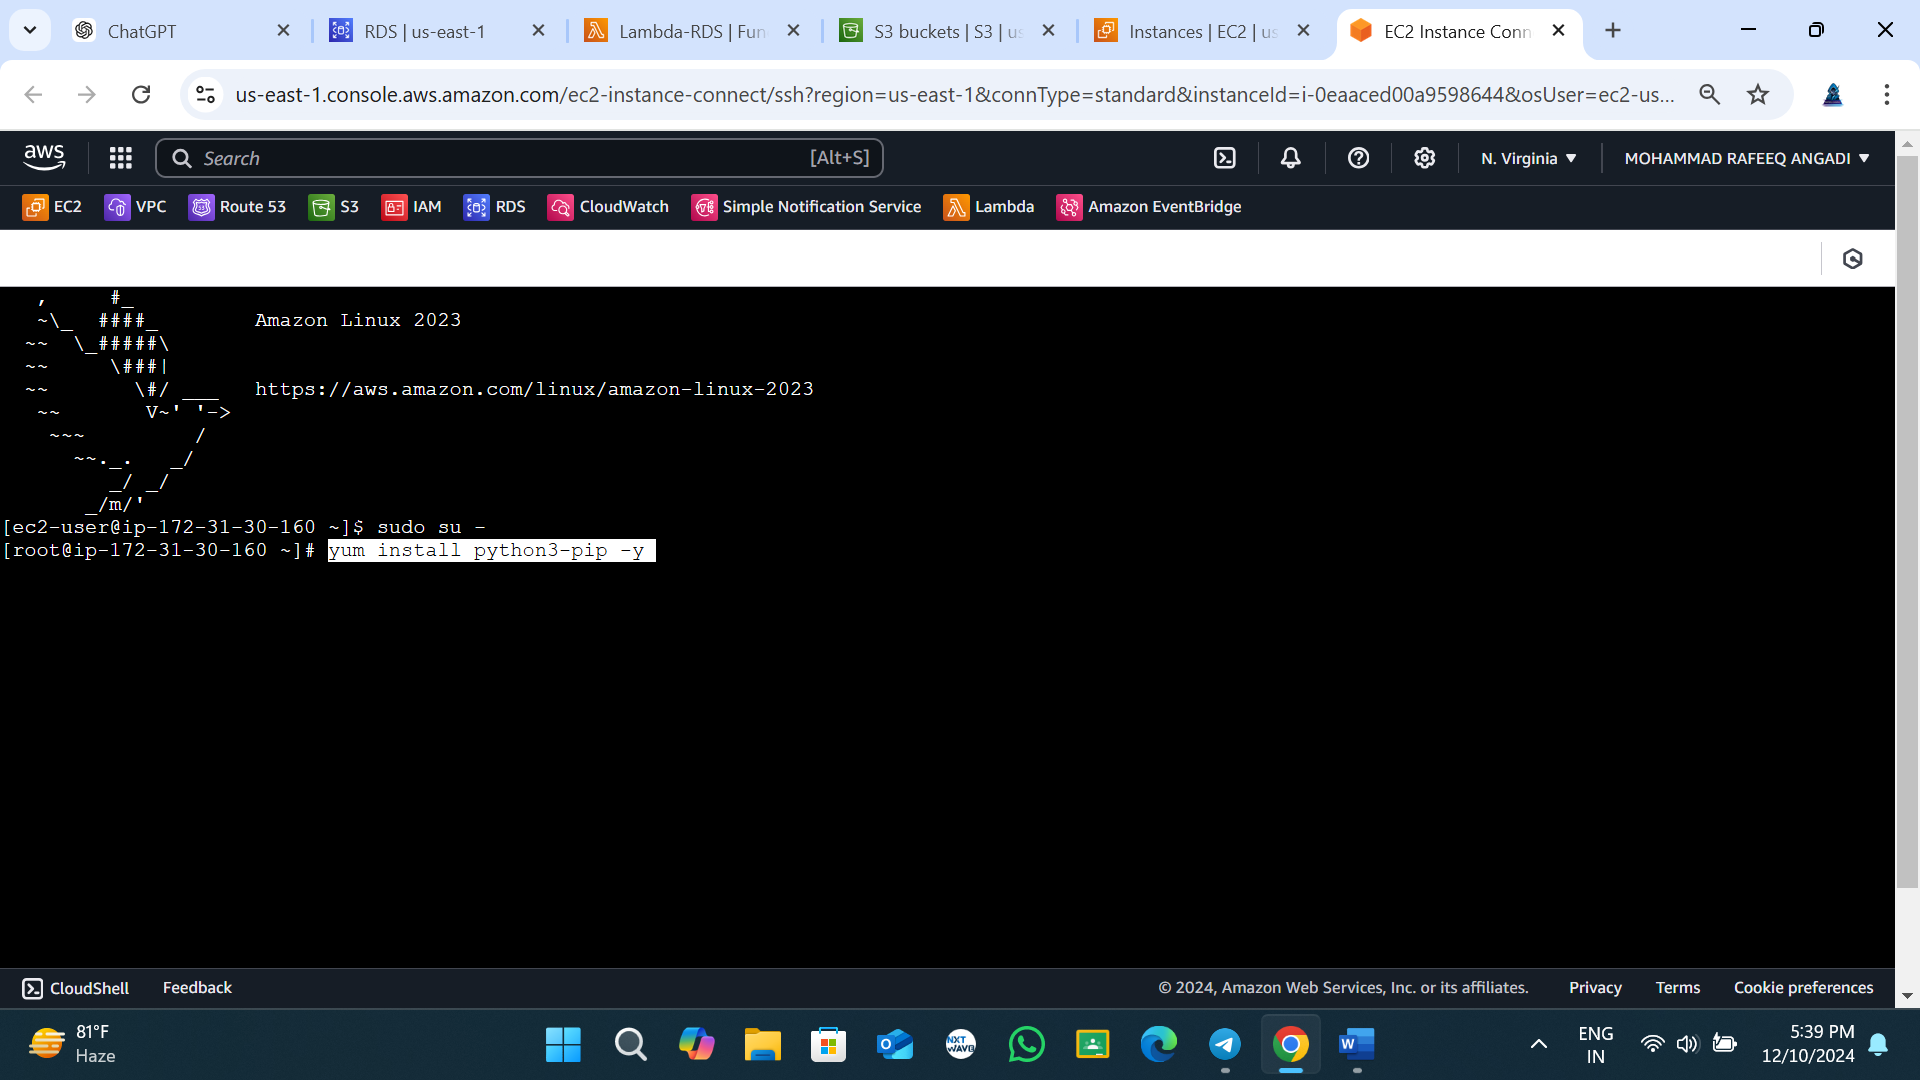 ChatGPT
RDS | us-east-1
Lambda-RDS | Fun
S3 buckets | S3 | us
Instances | EC2 | us
EC2 Instance Conn
us-east-1.console.aws.amazon.com/ec2-instance-connect/ssh?region=us-east-1&connType=standard&instanceId=i-0eaaced00a9598644&osUser=ec2-us...
aws
Search
[Alt+S]
N. Virginia
MOHAMMAD RAFEEQ ANGADI
EC2
VPC
Route 53
S3
IAM
RDS
CloudWatch
Simple Notification Service
Lambda
Amazon EventBridge
   ,     #_
   ~\_  ####_        Amazon Linux 2023
  ~~  \_#####\
  ~~     \###|
  ~~       \#/ ___   https://aws.amazon.com/linux/amazon-linux-2023
   ~~       V~' '->
    ~~~         /
      ~~._.   _/
         _/ _/
       _/m/'
[ec2-user@ip-172-31-30-160 ~]$ sudo su -
[root@ip-172-31-30-160 ~]# yum install python3-pip -y
CloudShell
Feedback
© 2024, Amazon Web Services, Inc. or its affiliates.
Privacy
Terms
Cookie preferences
81°F
Haze
NXT
WAVE
ENG
IN
5:39 PM
12/10/2024